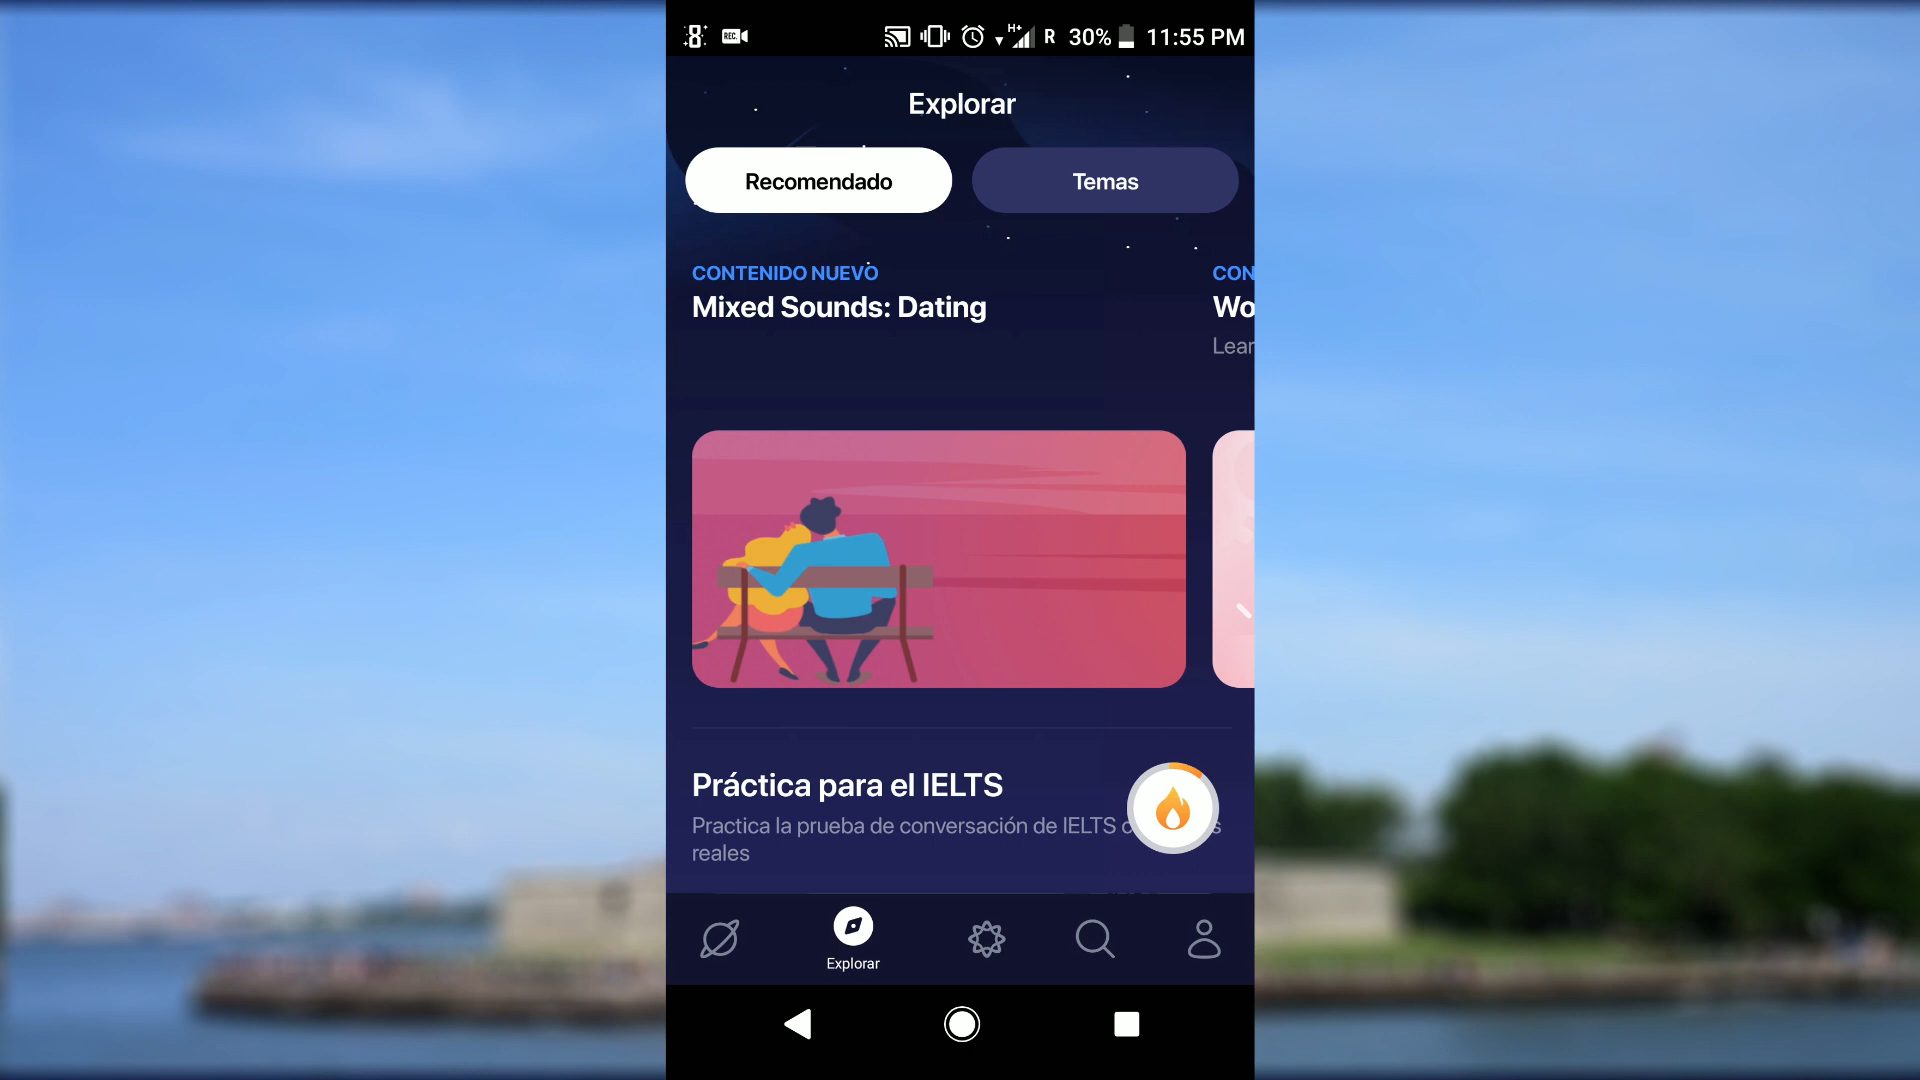 REC
H+
R 30% 11:55 PM
Explorar
Recomendado
Temas
CONTENIDO NUEVO
Mixed Sounds: Dating
CON
Wo
Lear
Práctica para el IELTS
Practica la prueba de conversación de IELTS
reales
Explorar